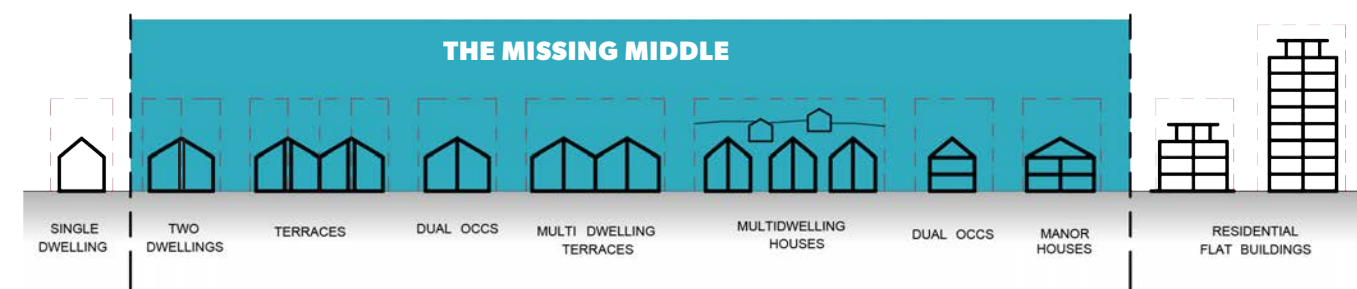 THE MISSING MIDDLE
SINGLE
DWELLING
TWO
DWELLINGS
TERRACES
DUAL OCCS
MULTI DWELLING
TERRACES
MULTIDWELLING
HOUSES
DUAL OCCS
MANOR
HOUSES
RESIDENTIAL
FLAT BUILDINGS